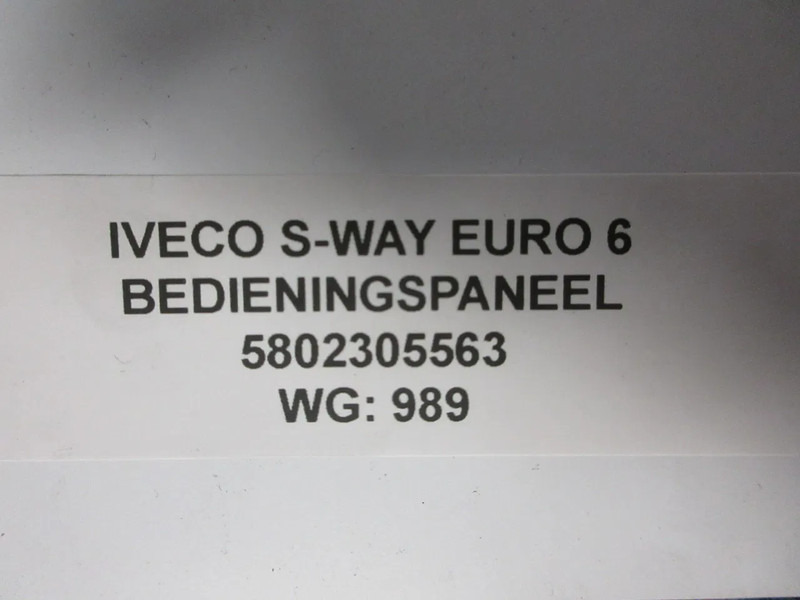 IVECO S-WAY EURO 6
BEDIENINGSPANEEL
5802305563
WG: 989